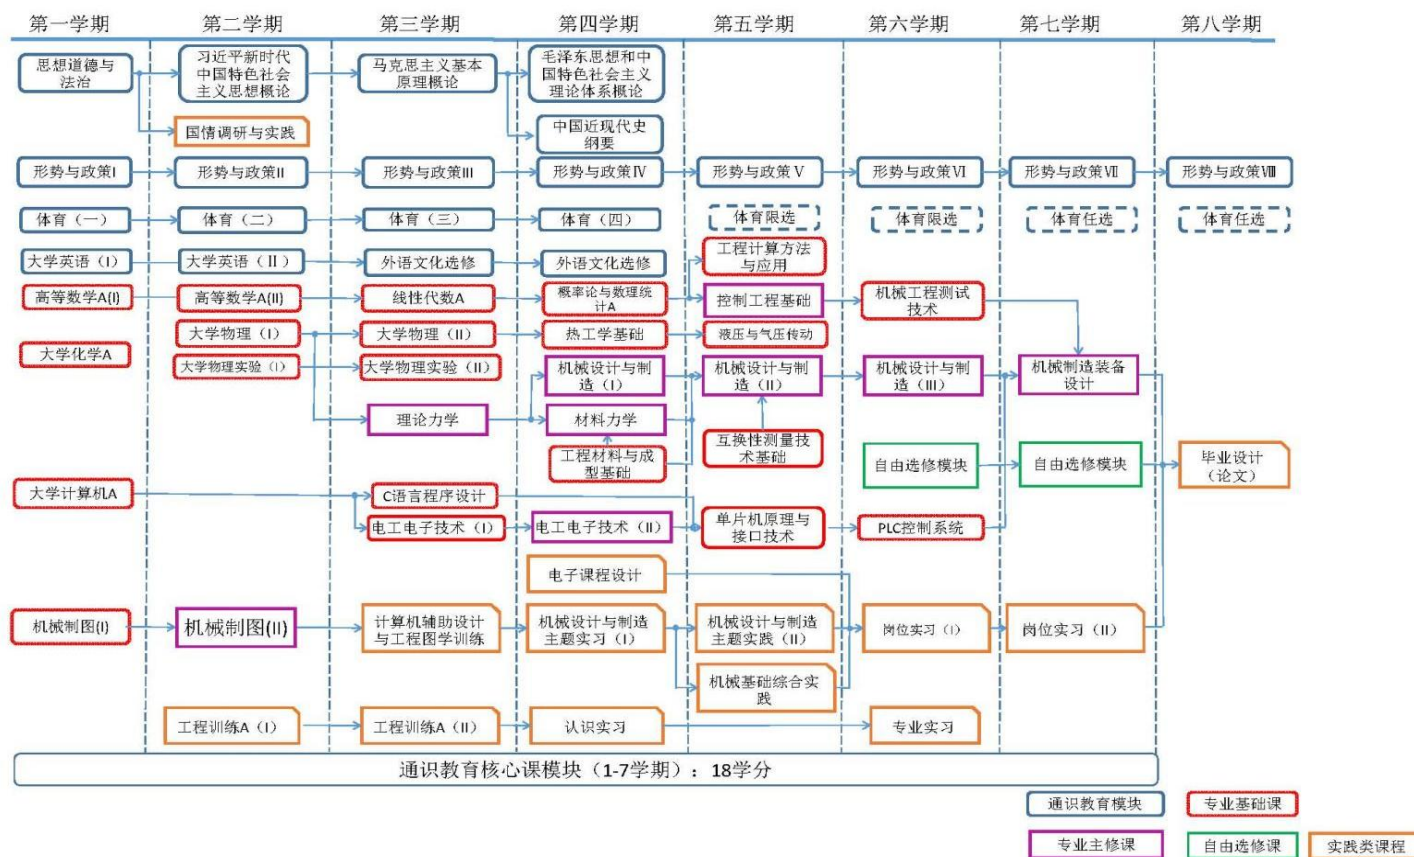 第一学期
第二学期
第三学期
第四学期
第五学期
第六学期
第七学期
第八学期
思想道德与
法治
习近平新时代
中国特色社会
主义思想概论
马克思主义基本
原理概论
毛泽东思想和中
国特色社会主义
理论体系概论
国情调研与实践
中国近现代史
纲要
形势与政策I
形势与政策II
形势与政策III
形势与政策Ⅳ
形势与政策Ⅴ
形势与政策Ⅵ
形势与政策Ⅶ
形势与政策Ⅷ
体育（一）
体育（二）
体育（三）
体育（四）
体育限选
体育限选
体育任选
体育任选
大学英语（I）
大学英语（II）
外语文化选修
外语文化选修
工程计算方法
与应用
高等数学A(I)
高等数学A(II)
线性代数A
概率论与数理统
计A
控制工程基础
机械工程测试
技术
大学物理（I）
大学物理（II）
热工学基础
液压与气压传动
大学化学A
大学物理实验（I）
大学物理实验（II）
机械设计与制
造（I）
机械设计与制
造（II）
机械设计与制
造（III）
机械制造装备
设计
理论力学
材料力学
互换性测量技
术基础
工程材料与成
型基础
自由选修模块
自由选修模块
毕业设计
（论文）
大学计算机A
C语言程序设计
电工电子技术（I）
电工电子技术（II）
单片机原理与
接口技术
PLC控制系统
电子课程设计
机械制图(I)
机械制图(II)
计算机辅助设计
与工程图学训练
机械设计与制造
主题实习（I）
机械设计与制造
主题实践（II）
岗位实习（I）
岗位实习（II）
机械基础综合实
践
工程训练A（I）
工程训练A（II）
认识实习
专业实习
通识教育核心课模块（1-7学期）：18学分
通识教育模块
专业基础课
专业主修课
自由选修课
实践类课程